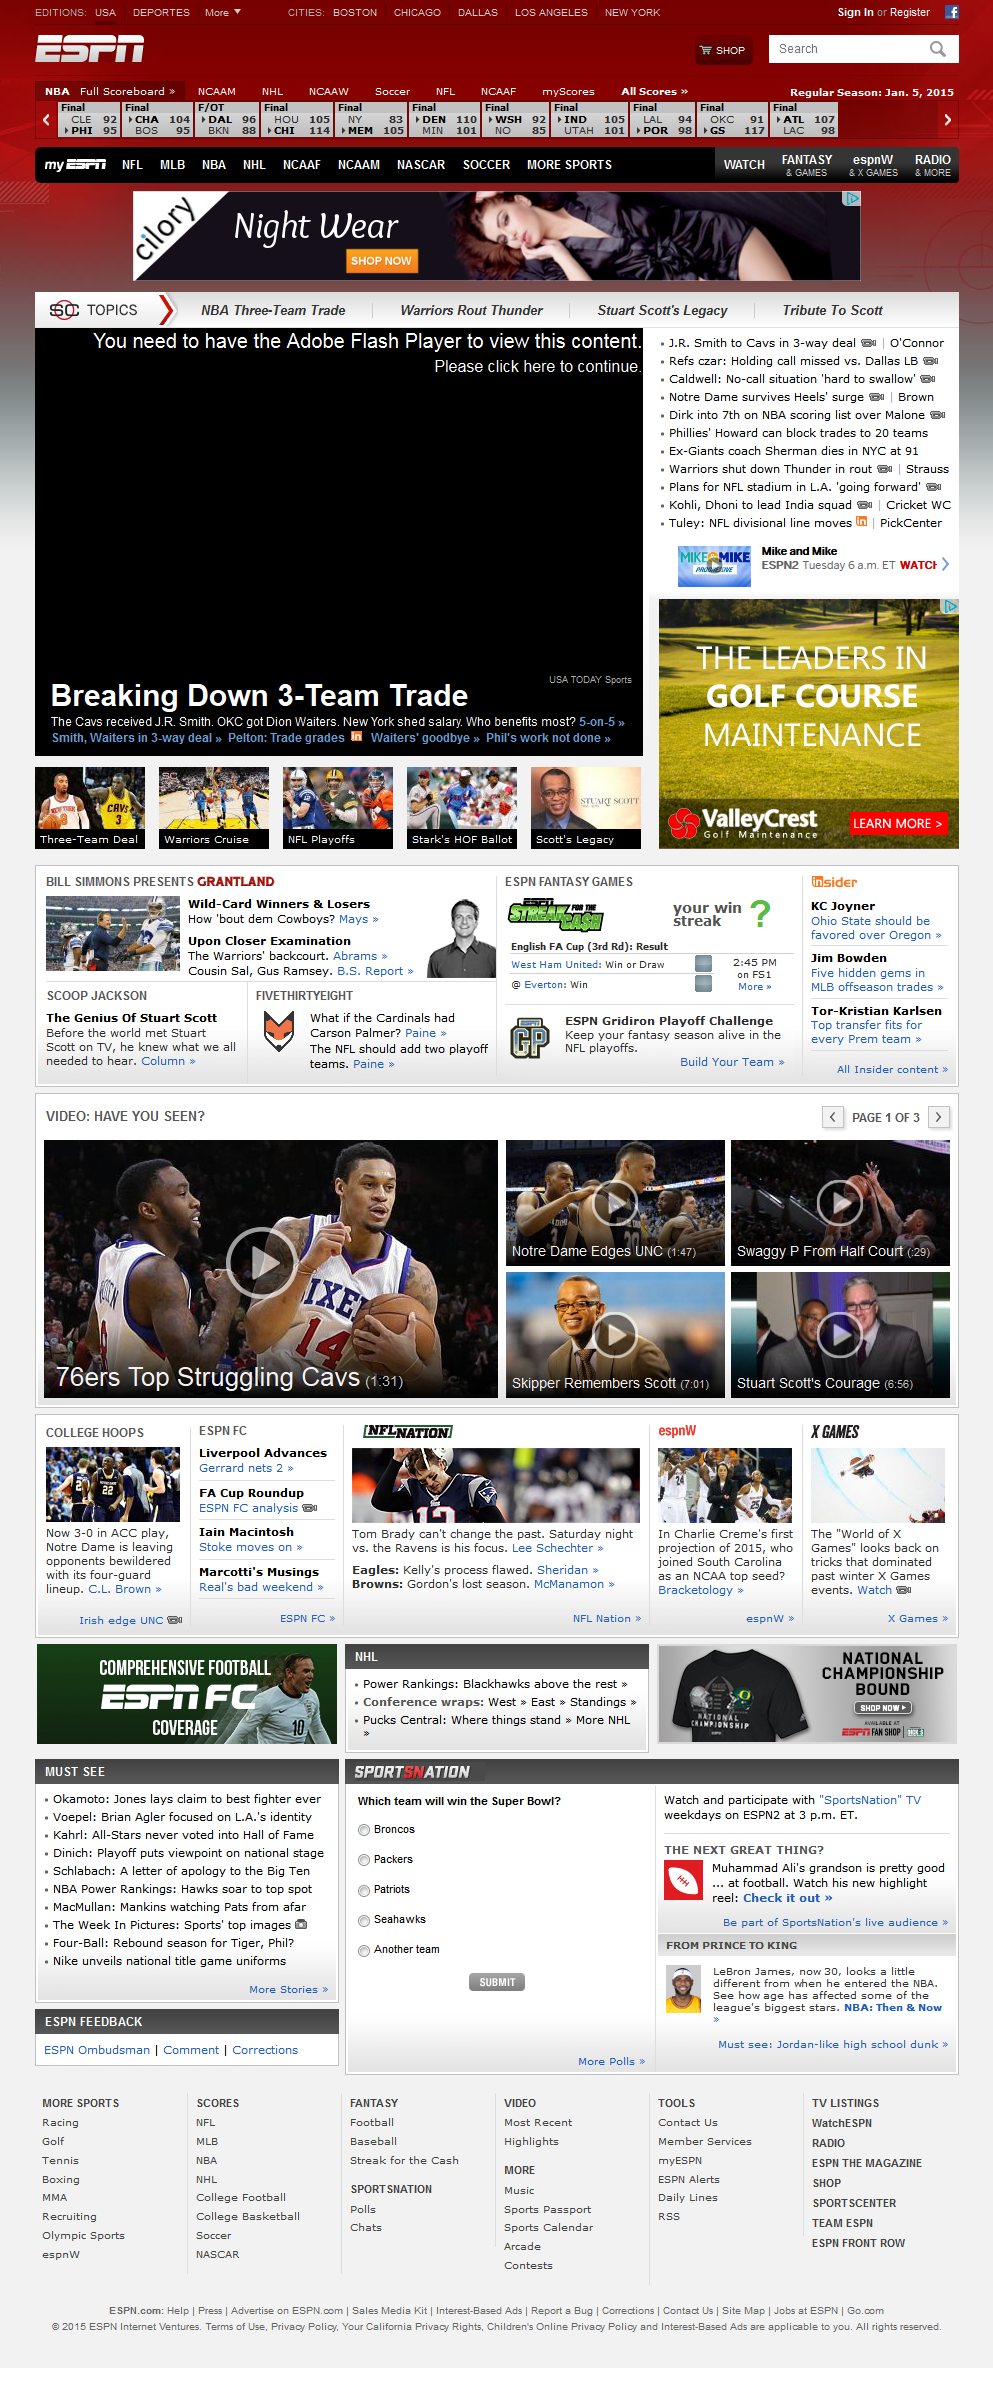 EDITIONS: USA DEPORTES More CITIES: BOSTON CHICAGO DALLAS LOS ANGELES NEW YORK Sign In or Register
ESPN SHOP Search
NBA Full Scoreboard » NCAAM NHL NCAAW Soccer NFL NCAAF myScores All Scores » Regular Season: Jan. 5, 2015
Final Final F/OT Final Final Final Final Final Final Final Final
CLE 92 CHA 104 DAL 96 HOU 105 NY 83 DEN 110 WSH 92 IND 105 LAL 94 OKC 91 ATL 107
PHI 95 BOS 95 BKN 88 CHI 114 MEM 105 MIN 101 NO 85 UTAH 101 POR 98 GS 117 LAC 98
myESPN NFL MLB NBA NHL NCAAF NCAAM NASCAR SOCCER MORE SPORTS WATCH FANTASY & GAMES espnW & X GAMES RADIO & MORE
cilory Night Wear
SHOP NOW
SC TOPICS NBA Three-Team Trade Warriors Rout Thunder Stuart Scott's Legacy Tribute To Scott
You need to have the Adobe Flash Player to view this content.
Please click here to continue.
USA TODAY Sports
Breaking Down 3-Team Trade
The Cavs received J.R. Smith. OKC got Dion Waiters. New York shed salary. Who benefits most? 5-on-5 »
Smith, Waiters in 3-way deal » Pelton: Trade grades in Waiters' goodbye » Phil's work not done »
Three-Team Deal
Warriors Cruise
NFL Playoffs
Stark's HOF Ballot
STUART SCOTT
Scott's Legacy
J.R. Smith to Cavs in 3-way deal | O'Connor
Refs czar: Holding call missed vs. Dallas LB
Caldwell: No-call situation 'hard to swallow'
Notre Dame survives Heels' surge | Brown
Dirk into 7th on NBA scoring list over Malone
Phillies' Howard can block trades to 20 teams
Ex-Giants coach Sherman dies in NYC at 91
Warriors shut down Thunder in rout | Strauss
Plans for NFL stadium in L.A. 'going forward'
Kohli, Dhoni to lead India squad | Cricket WC
Tuley: NFL divisional line moves in | PickCenter
MIKE & MIKE
Mike and Mike
ESPN2 Tuesday 6 a.m. ET WATCH
THE LEADERS IN
GOLF COURSE
MAINTENANCE
ValleyCrest
Golf Maintenance
LEARN MORE >
BILL SIMMONS PRESENTS GRANTLAND
Wild-Card Winners & Losers
How 'bout dem Cowboys? Mays »
Upon Closer Examination
The Warriors' backcourt. Abrams »
Cousin Sal, Gus Ramsey. B.S. Report »
SCOOP JACKSON
The Genius Of Stuart Scott
Before the world met Stuart
Scott on TV, he knew what we all
needed to hear. Column »
FIVETHIRTYEIGHT
What if the Cardinals had
Carson Palmer? Paine »
The NFL should add two playoff
teams. Paine »
ESPN FANTASY GAMES
STREAK FOR THE CASH
your win
streak ?
English FA Cup (3rd Rd): Result
West Ham United: Win or Draw
@ Everton: Win
2:45 PM
on FS1
More »
GP
ESPN Gridiron Playoff Challenge
Keep your fantasy season alive in the
NFL playoffs.
Build Your Team »
insider
KC Joyner
Ohio State should be
favored over Oregon »
Jim Bowden
Five hidden gems in
MLB offseason trades »
Tor-Kristian Karlsen
Top transfer fits for
every Prem team »
All Insider content »
VIDEO: HAVE YOU SEEN? PAGE 1 OF 3
76ers Top Struggling Cavs (1:31)
Notre Dame Edges UNC (1:47)
Swaggy P From Half Court (:29)
Skipper Remembers Scott (7:01)
Stuart Scott's Courage (6:56)
COLLEGE HOOPS
Now 3-0 in ACC play,
Notre Dame is leaving
opponents bewildered
with its four-guard
lineup. C.L. Brown »
Irish edge UNC
ESPN FC
Liverpool Advances
Gerrard nets 2 »
FA Cup Roundup
ESPN FC analysis
Iain Macintosh
Stoke moves on »
Marcotti's Musings
Real's bad weekend »
ESPN FC »
NFL NATION
Tom Brady can't change the past. Saturday night
vs. the Ravens is his focus. Lee Schechter »
Eagles: Kelly's process flawed. Sheridan »
Browns: Gordon's lost season. McManamon »
NFL Nation »
espnW
In Charlie Creme's first
projection of 2015, who
joined South Carolina
as an NCAA top seed?
Bracketology »
espnW »
X GAMES
The "World of X
Games" looks back on
tricks that dominated
past winter X Games
events. Watch
X Games »
COMPREHENSIVE FOOTBALL
ESPN FC
COVERAGE
NHL
Power Rankings: Blackhawks above the rest »
Conference wraps: West » East » Standings »
Pucks Central: Where things stand » More NHL
»
NATIONAL
CHAMPIONSHIP
NATIONAL
CHAMPIONSHIP
BOUND
SHOP NOW
AVAILABLE AT
ESPN FAN SHOP
MUST SEE
Okamoto: Jones lays claim to best fighter ever
Voepel: Brian Agler focused on L.A.'s identity
Kahrl: All-Stars never voted into Hall of Fame
Dinich: Playoff puts viewpoint on national stage
Schlabach: A letter of apology to the Big Ten
NBA Power Rankings: Hawks soar to top spot
MacMullan: Mankins watching Pats from afar
The Week In Pictures: Sports' top images
Four-Ball: Rebound season for Tiger, Phil?
Nike unveils national title game uniforms
More Stories »
ESPN FEEDBACK
ESPN Ombudsman | Comment | Corrections
SPORTSNATION
Which team will win the Super Bowl?
Broncos
Packers
Patriots
Seahawks
Another team
SUBMIT
More Polls »
Watch and participate with "SportsNation" TV
weekdays on ESPN2 at 3 p.m. ET.
THE NEXT GREAT THING?
Muhammad Ali's grandson is pretty good
... at football. Watch his new highlight
reel: Check it out »
Be part of SportsNation's live audience »
FROM PRINCE TO KING
LeBron James, now 30, looks a little
different from when he entered the NBA.
See how age has affected some of the
league's biggest stars. NBA: Then & Now
»
Must see: Jordan-like high school dunk »
MORE SPORTS
Racing
Golf
Tennis
Boxing
MMA
Recruiting
Olympic Sports
espnW
SCORES
NFL
MLB
NBA
NHL
College Football
College Basketball
Soccer
NASCAR
FANTASY
Football
Baseball
Streak for the Cash
SPORTSNATION
Polls
Chats
VIDEO
Most Recent
Highlights
MORE
Music
Sports Passport
Sports Calendar
Arcade
Contests
TOOLS
Contact Us
Member Services
myESPN
ESPN Alerts
Daily Lines
RSS
TV LISTINGS
WatchESPN
RADIO
ESPN THE MAGAZINE
SHOP
SPORTSCENTER
TEAM ESPN
ESPN FRONT ROW
ESPN.com: Help | Press | Advertise on ESPN.com | Sales Media Kit | Interest-Based Ads | Report a Bug | Corrections | Contact Us | Site Map | Jobs at ESPN | Go.com
© 2015 ESPN Internet Ventures. Terms of Use, Privacy Policy, Your California Privacy Rights, Children's Online Privacy Policy and Interest-Based Ads are applicable to you. All rights reserved.